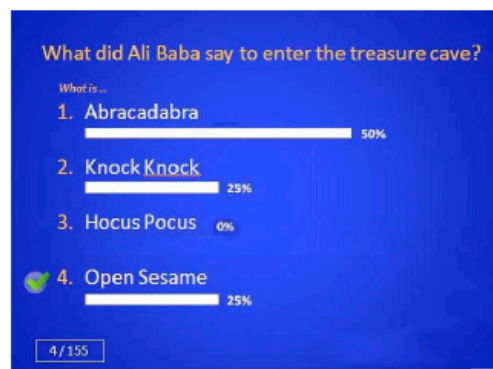 What did Ali Baba say to enter the treasure cave?
What is ...
1. Abracadabra
50%
2. Knock Knock
25%
3. Hocus Pocus 0%
4. Open Sesame
25%
4/155